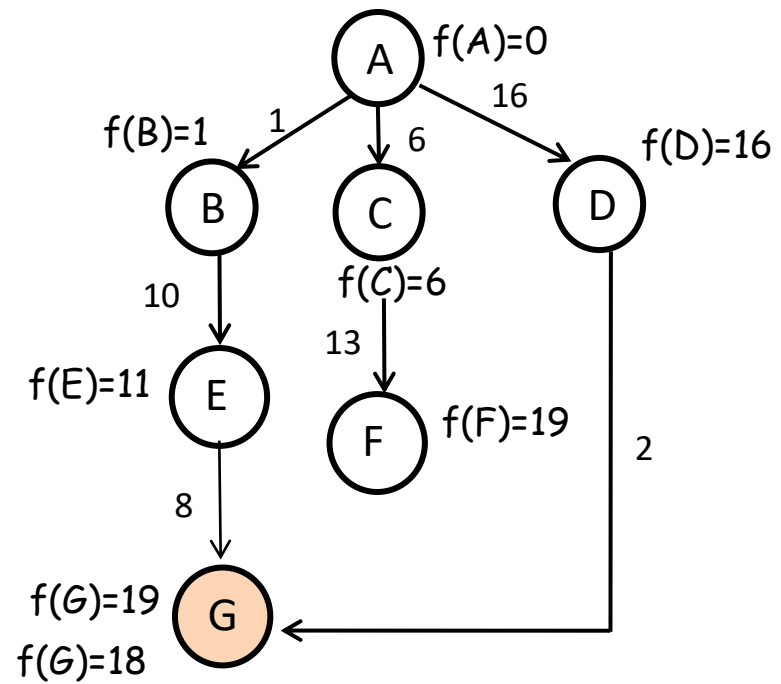 A
f(A)=0
1
6
16
f(B)=1
f(D)=16
B
C
D
f(C)=6
10
13
f(E)=11
E
F
f(F)=19
2
8
f(G)=19
G
f(G)=18